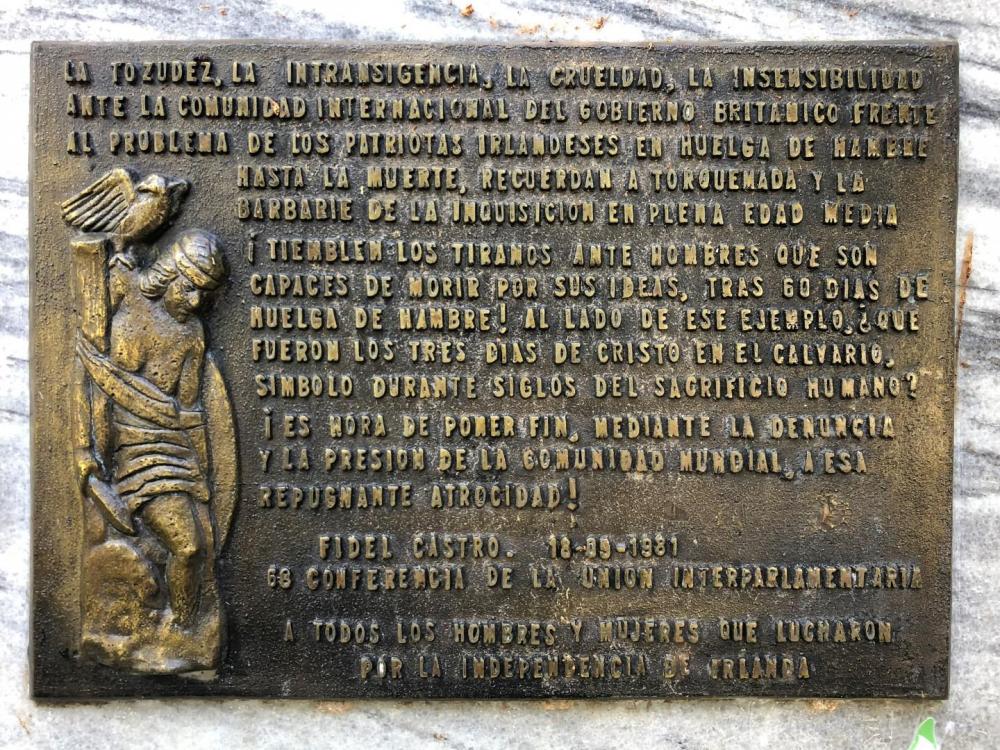 LA TOZUDEZ, LA INTRANSIGENCIA, LA CRUELDAD, LA INSENSIBILIDAD
ANTE LA COMUNIDAD INTERNACIONAL DEL GOBIERNO BRITANICO FRENTE
AL PROBLEMA DE LOS PATRIOTAS IRLANDESES EN HUELGA DE HAMBRE
HASTA LA MUERTE, RECUERDAN A TORQUEMADA Y LA
BARBARIE DE LA INQUISICION EN PLENA EDAD MEDIA
¡TIEMBLEN LOS TIRANOS ANTE HOMBRES QUE SON
CAPACES DE MORIR POR SUS IDEAS, TRAS 60 DIAS DE
HUELGA DE HAMBRE! AL LADO DE ESE EJEMPLO, ¿QUE
FUERON LOS TRES DIAS DE CRISTO EN EL CALVARIO,
SIMBOLO DURANTE SIGLOS DEL SACRIFICIO HUMANO?
¡ES HORA DE PONER FIN, MEDIANTE LA DENUNCIA
Y LA PRESION DE LA COMUNIDAD MUNDIAL, A ESA
REPUGNANTE ATROCIDAD!
FIDEL CASTRO. 18-09-1981
68 CONFERENCIA DE LA UNION INTERPARLAMENTARIA
A TODOS LOS HOMBRES Y MUJERES QUE LUCHARON
POR LA INDEPENDENCIA DE IRLANDA